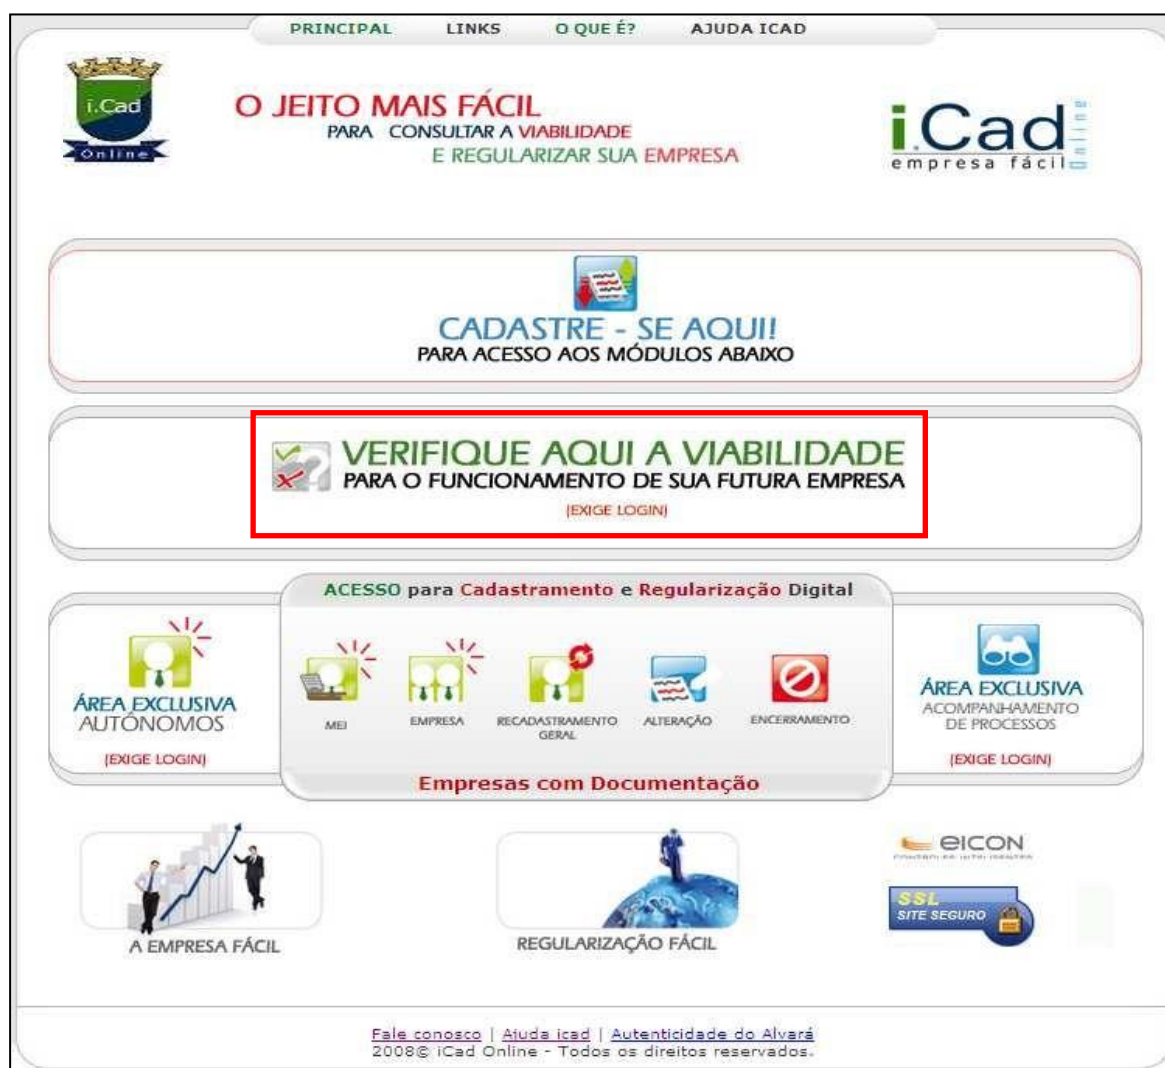 PRINCIPAL LINKS O QUE É? AJUDA ICAD
i.Cad
Online
O JEITO MAIS FÁCIL
PARA CONSULTAR A VIABILIDADE
E REGULARIZAR SUA EMPRESA
i.Cad
online
empresa fácil
CADASTRE - SE AQUI!
PARA ACESSO AOS MÓDULOS ABAIXO
VERIFIQUE AQUI A VIABILIDADE
PARA O FUNCIONAMENTO DE SUA FUTURA EMPRESA
(EXIGE LOGIN)
ACESSO para Cadastramento e Regularização Digital
ÁREA EXCLUSIVA
AUTÔNOMOS
(EXIGE LOGIN)
MEI
EMPRESA
RECADASTRAMENTO
GERAL
ALTERAÇÃO
ENCERRAMENTO
Empresas com Documentação
ÁREA EXCLUSIVA
ACOMPANHAMENTO
DE PROCESSOS
(EXIGE LOGIN)
A EMPRESA FÁCIL
REGULARIZAÇÃO FÁCIL
eICON
SSL
SITE SEGURO
Fale conosco | Ajuda icad | Autenticidade do Alvará
2008© iCad Online - Todos os direitos reservados.